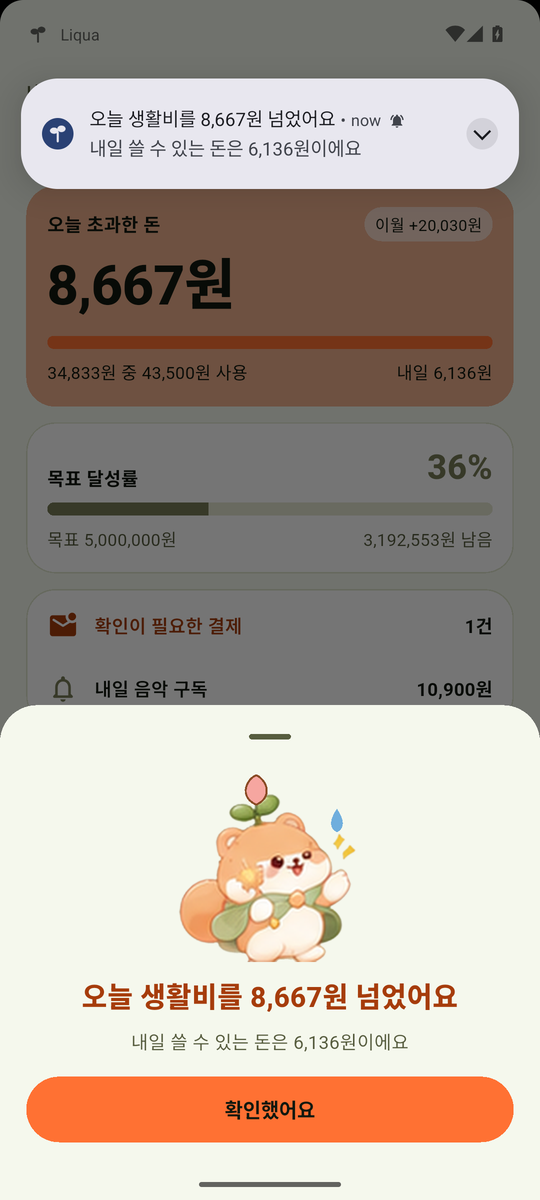 Liqua
오늘 생활비를 8,667원 넘었어요 • now
내일 쓸 수 있는 돈은 6,136원이에요
오늘 초과한 돈
이월 +20,030원
8,667원
34,833원 중 43,500원 사용
내일 6,136원
목표 달성률
36%
목표 5,000,000원
3,192,553원 남음
확인이 필요한 결제
1건
내일 음악 구독
10,900원
오늘 생활비를 8,667원 넘었어요
내일 쓸 수 있는 돈은 6,136원이에요
확인했어요